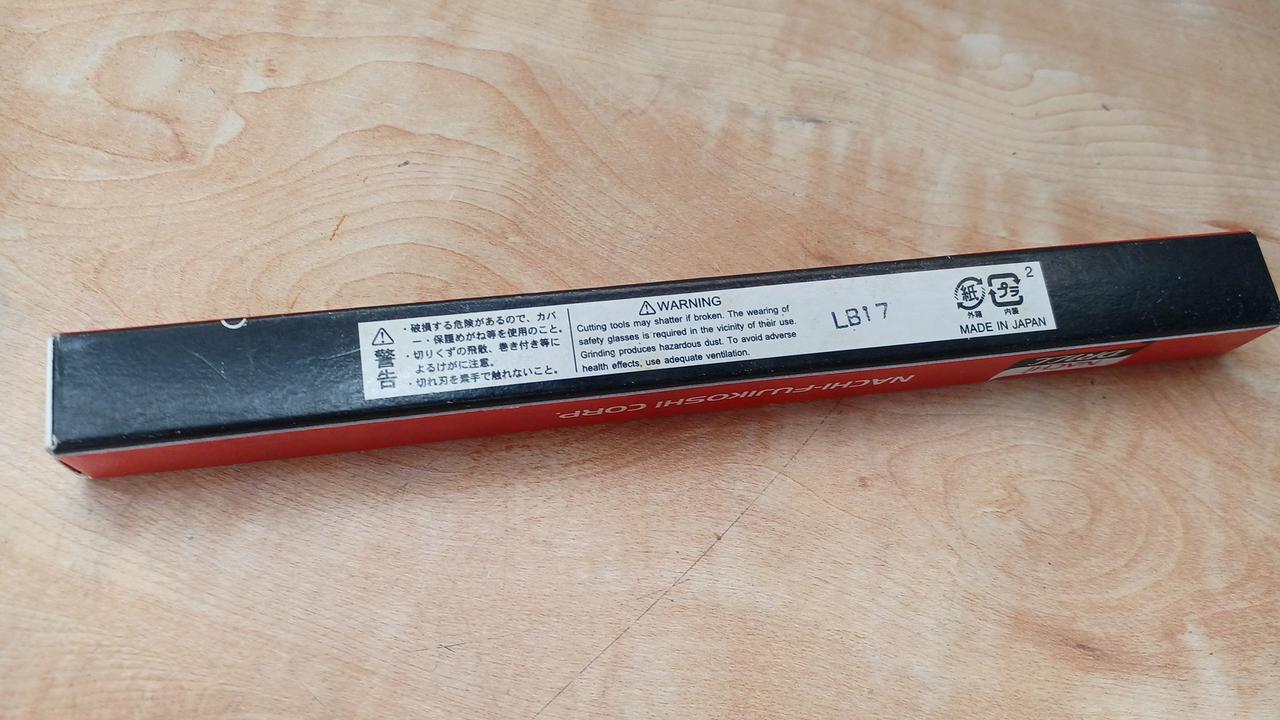 警告
・破損する危険があるので、カバ
ー・保護めがね等を使用のこと。
・切りくずの飛散、巻き付き等に
よるけがに注意。
・切れ刃を素手で触れないこと。
WARNING
Cutting tools may shatter if broken. The wearing of
safety glasses is required in the vicinity of their use.
Grinding produces hazardous dust. To avoid adverse
health effects, use adequate ventilation.
LB17
紙
外箱
プラ
2
内装
MADE IN JAPAN
NACHI-FUJIKOSHI CORP.
NACHI